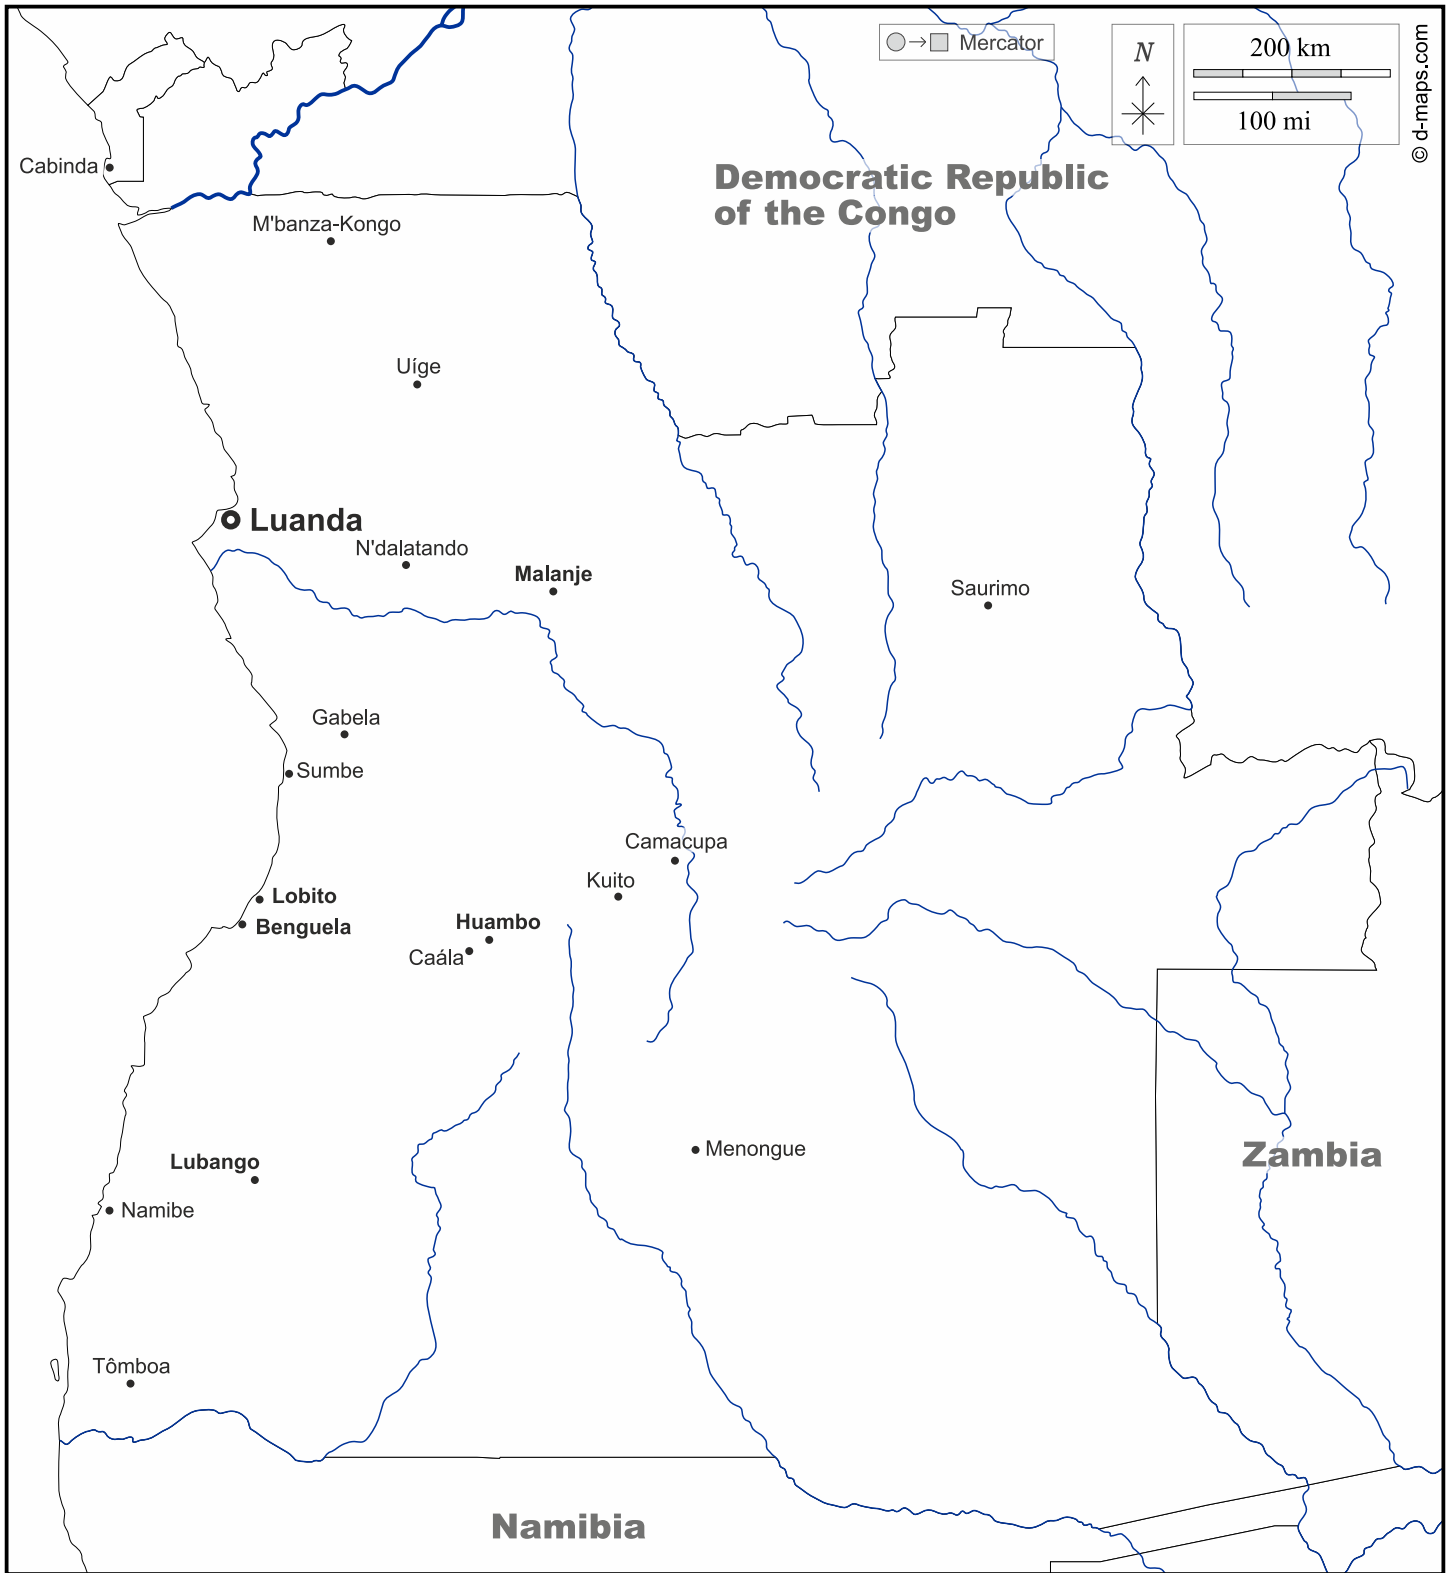 Mercator
N
200 km
100 mi
© d-maps.com
Cabinda
Democratic Republic
of the Congo
M'banza-Kongo
Uíge
Luanda
N'dalatando
Malanje
Saurimo
Gabela
Sumbe
Camacupa
Kuito
Lobito
Benguela
Huambo
Caála
Menongue
Zambia
Lubango
Namibe
Tômboa
Namibia